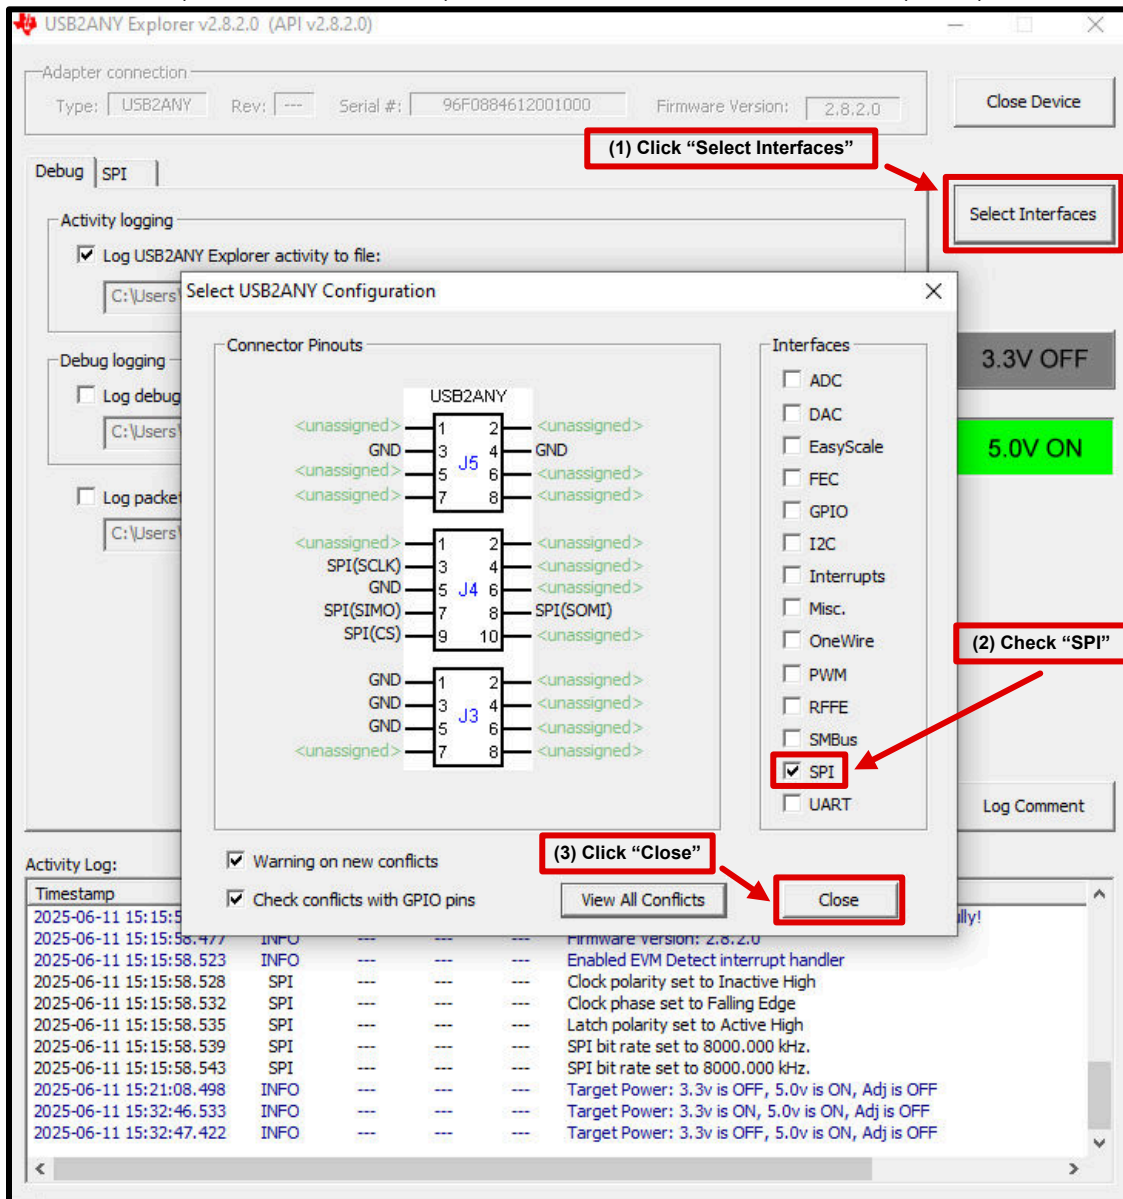 USB2ANY Explorer v2.8.2.0 (API v2.8.2.0)
Adapter connection
Type: USB2ANY Rev: --- Serial #: 96F0884612001000 Firmware Version: 2.8.2.0
Close Device
(1) Click “Select Interfaces”
Debug SPI
Select Interfaces
Activity logging
Log USB2ANY Explorer activity to file:
C:\Users\
Select USB2ANY Configuration
Connector Pinouts
Interfaces
3.3V OFF
Debug logging
ADC
Log debug
USB2ANY
DAC
C:\Users\
<unassigned> 1 2 <unassigned>
GND 3 4 GND
J5
<unassigned> 5 6 <unassigned>
<unassigned> 7 8 <unassigned>
EasyScale
5.0V ON
FEC
Log packet
GPIO
C:\Users\
<unassigned> 1 2 <unassigned>
SPI(SCLK) 3 4 <unassigned>
GND 5 J4 6 <unassigned>
SPI(SIMO) 7 8 SPI(SOMI)
SPI(CS) 9 10 <unassigned>
I2C
Interrupts
Misc.
OneWire
(2) Check “SPI”
GND 1 2 <unassigned>
GND 3 4 <unassigned>
J3
GND 5 6 <unassigned>
<unassigned> 7 8 <unassigned>
PWM
RFFE
SMBus
SPI
UART
Log Comment
(3) Click “Close”
Activity Log:
Warning on new conflicts
Check conflicts with GPIO pins
View All Conflicts
Close
Timestamp
2025-06-11 15:15:5
2025-06-11 15:15:58.477 INFO --- --- --- Firmware Version: 2.8.2.0
2025-06-11 15:15:58.523 INFO --- --- --- Enabled EVM Detect interrupt handler
2025-06-11 15:15:58.528 SPI --- --- --- Clock polarity set to Inactive High
2025-06-11 15:15:58.532 SPI --- --- --- Clock phase set to Falling Edge
2025-06-11 15:15:58.535 SPI --- --- --- Latch polarity set to Active High
2025-06-11 15:15:58.539 SPI --- --- --- SPI bit rate set to 8000.000 kHz.
2025-06-11 15:15:58.543 SPI --- --- --- SPI bit rate set to 8000.000 kHz.
2025-06-11 15:21:08.498 INFO --- --- --- Target Power: 3.3v is OFF, 5.0v is ON, Adj is OFF
2025-06-11 15:32:46.533 INFO --- --- --- Target Power: 3.3v is ON, 5.0v is ON, Adj is OFF
2025-06-11 15:32:47.422 INFO --- --- --- Target Power: 3.3v is OFF, 5.0v is ON, Adj is OFF